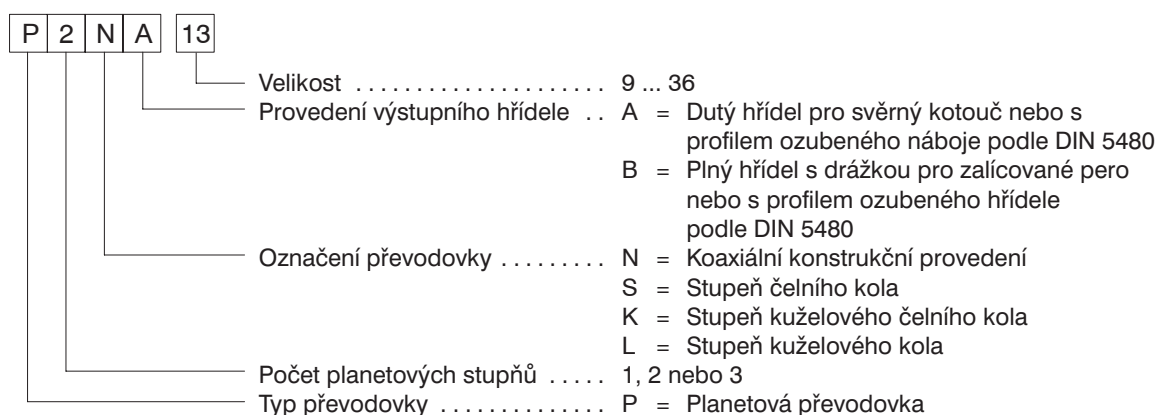 P 2 N A 13
Velikost . . . . . . . . . . . . . . . . . . . . . 9 ... 36
Provedení výstupního hřídele . . A = Dutý hřídel pro svěrný kotouč nebo s
profilem ozubeného náboje podle DIN 5480
B = Plný hřídel s drážkou pro zalícované pero
nebo s profilem ozubeného hřídele
podle DIN 5480
Označení převodovky . . . . . . . . . N = Koaxiální konstrukční provedení
S = Stupeň čelního kola
K = Stupeň kuželového čelního kola
L = Stupeň kuželového kola
Počet planetových stupňů . . . . . 1, 2 nebo 3
Typ převodovky . . . . . . . . . . . . . . P = Planetová převodovka